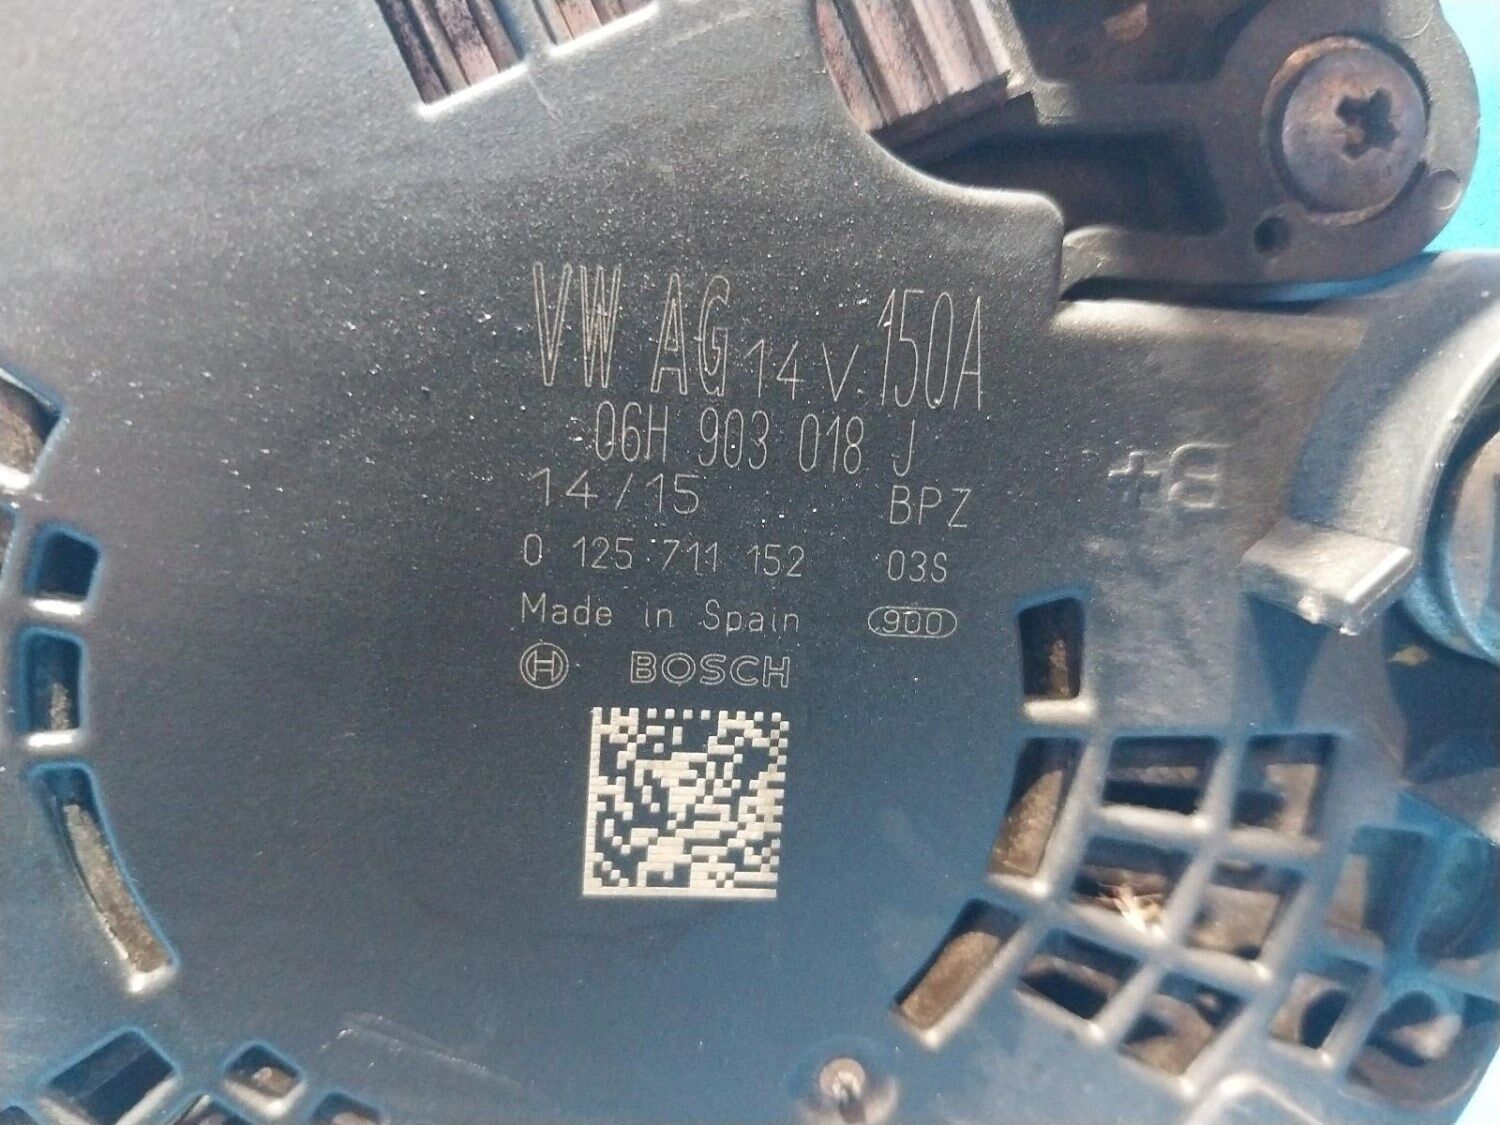 VW AG 14 V 150A
06H 903 018 J
14/15 BPZ
0 125 711 152 03S
Made in Spain 900
BOSCH
B+